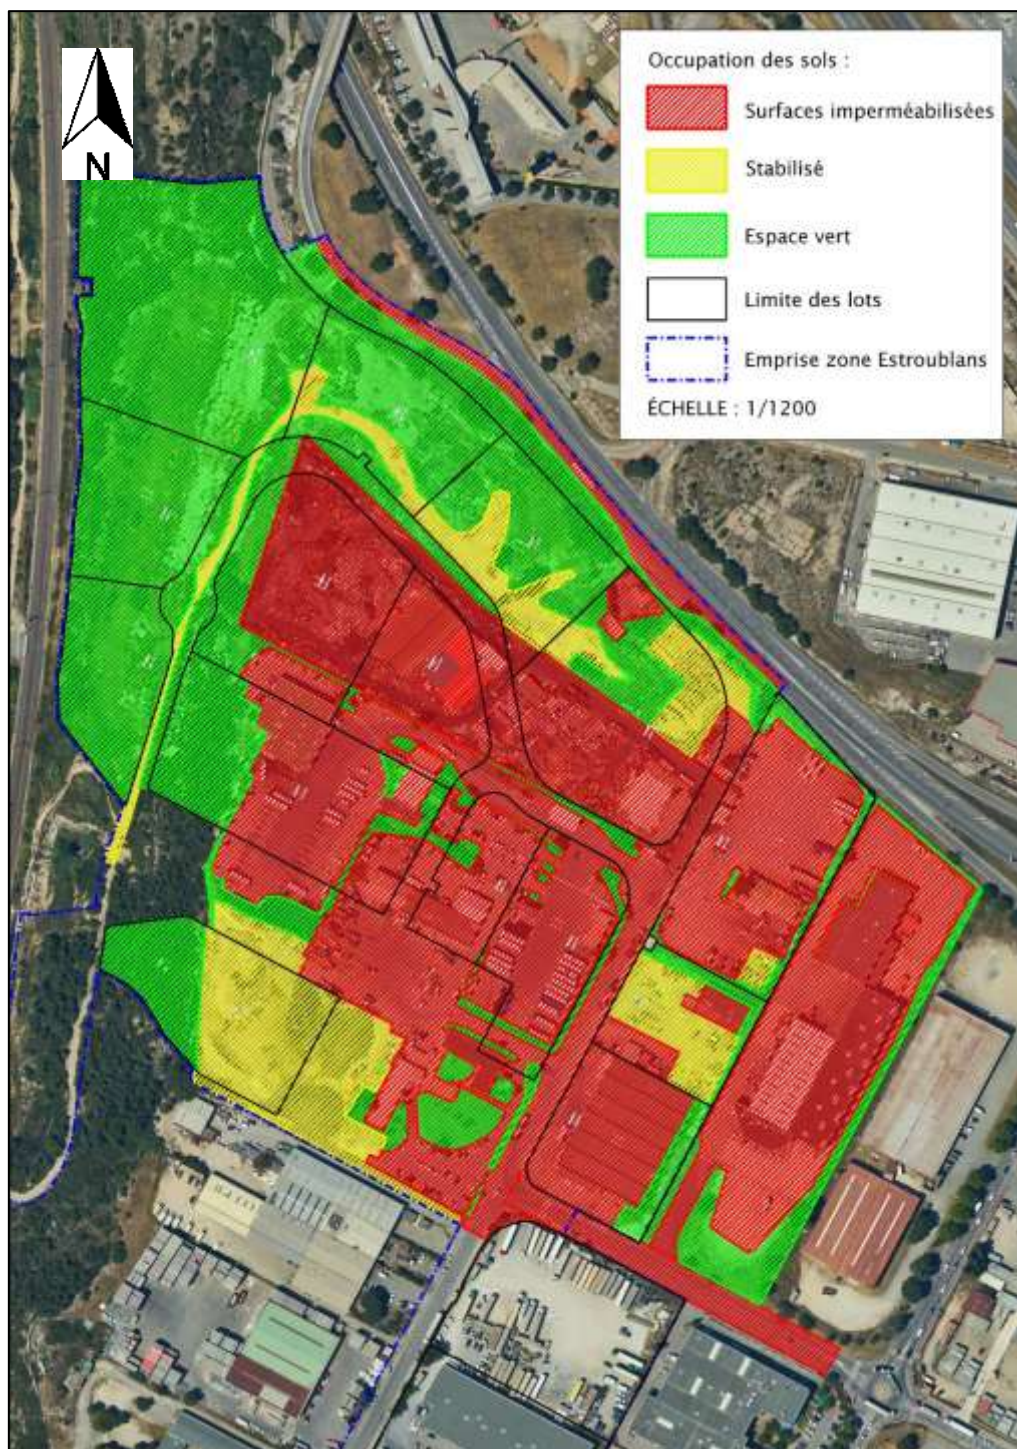 N
Occupation des sols :
Surfaces imperméabilisées
Stabilisé
Espace vert
Limite des lots
Emprise zone Estroublans
ÉCHELLE : 1/1200